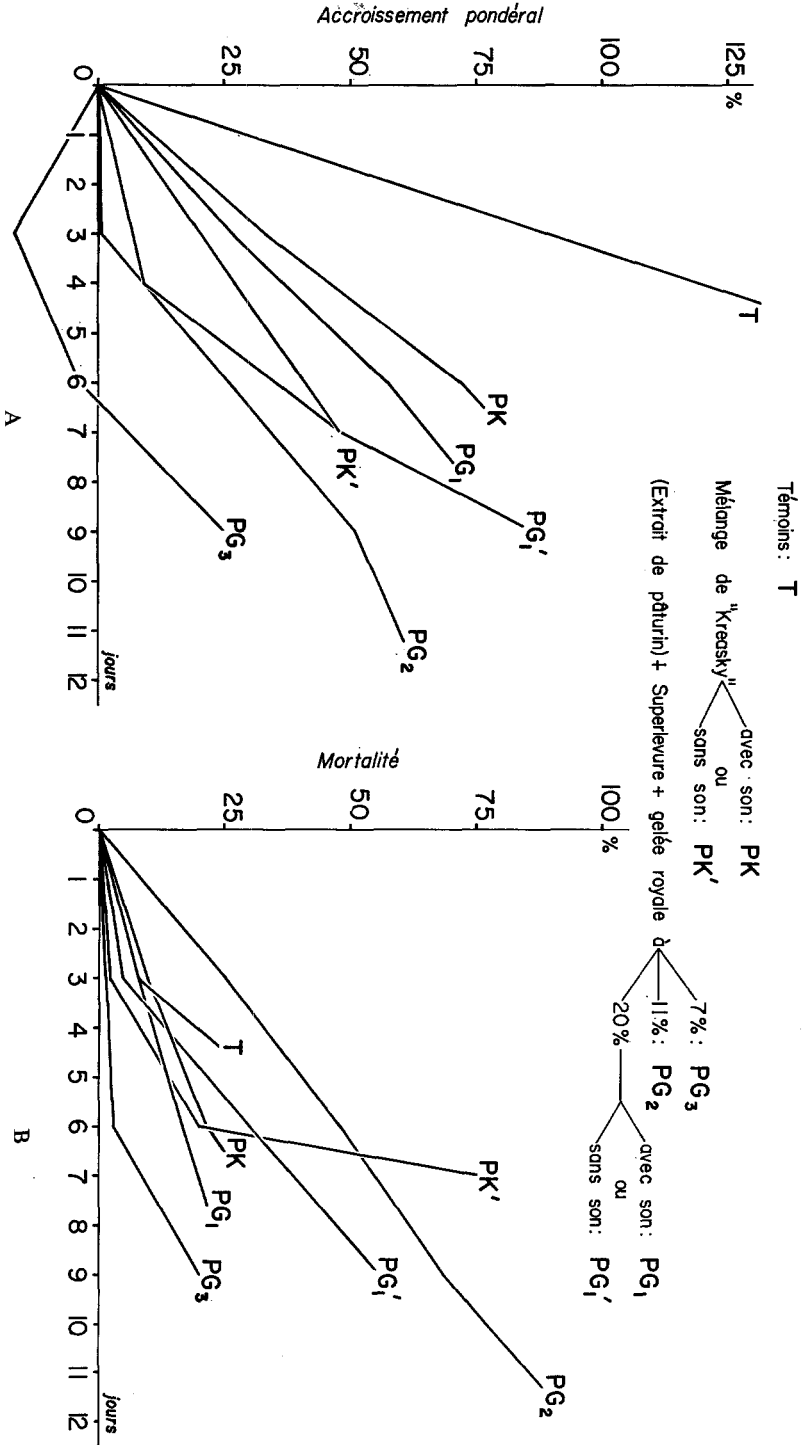 Témoins: T
Mélange de "Kreasky"
avec son: PK
ou
sans son: PK'
(Extrait de pâturin) + Superlevure + gelée royale à
7%: PG₃
11%: PG₂
20%
avec son: PG₁
ou
sans son: PG₁'
Accroissement pondéral
0 25 50 75 100 125
%
1 2 3 4 5 6 7 8 9 10 11 12
jours
T
PK
PG₁
PK'
PG₁'
PG₃
PG₂
A
Mortalité
0 25 50 75 100
%
1 2 3 4 5 6 7 8 9 10 11 12
jours
T
PK
PK'
PG₁
PG₁'
PG₃
PG₂
B